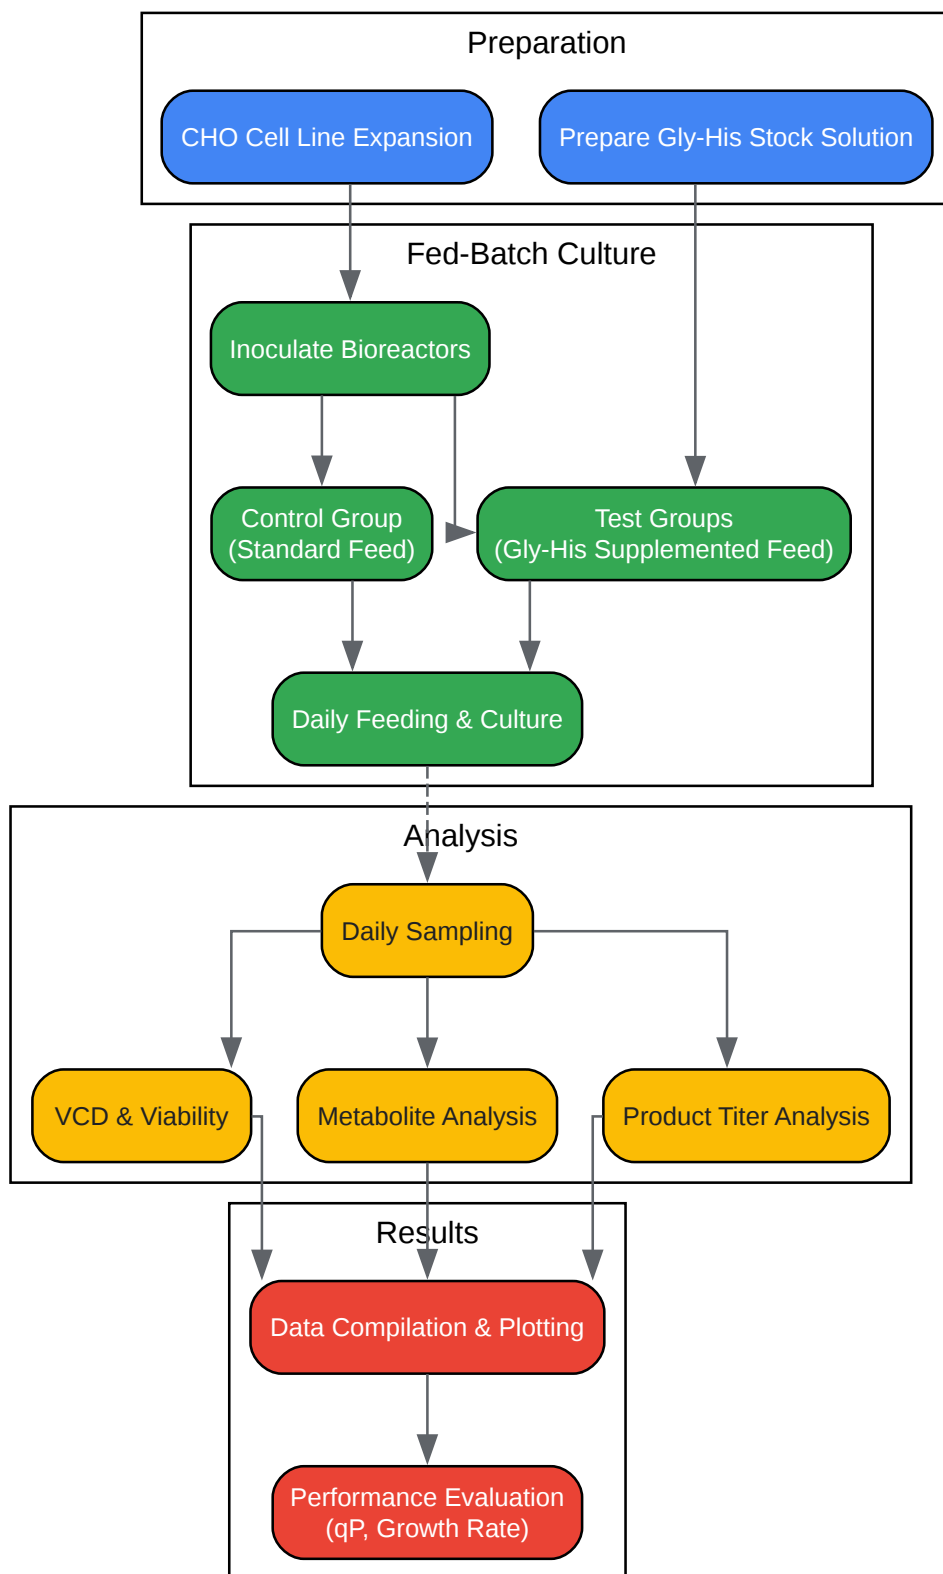 Preparation
CHO Cell Line Expansion
Prepare Gly-His Stock Solution
Fed-Batch Culture
Inoculate Bioreactors
Control Group
(Standard Feed)
Test Groups
(Gly-His Supplemented Feed)
Daily Feeding & Culture
Analysis
Daily Sampling
VCD & Viability
Metabolite Analysis
Product Titer Analysis
Results
Data Compilation & Plotting
Performance Evaluation
(qP, Growth Rate)